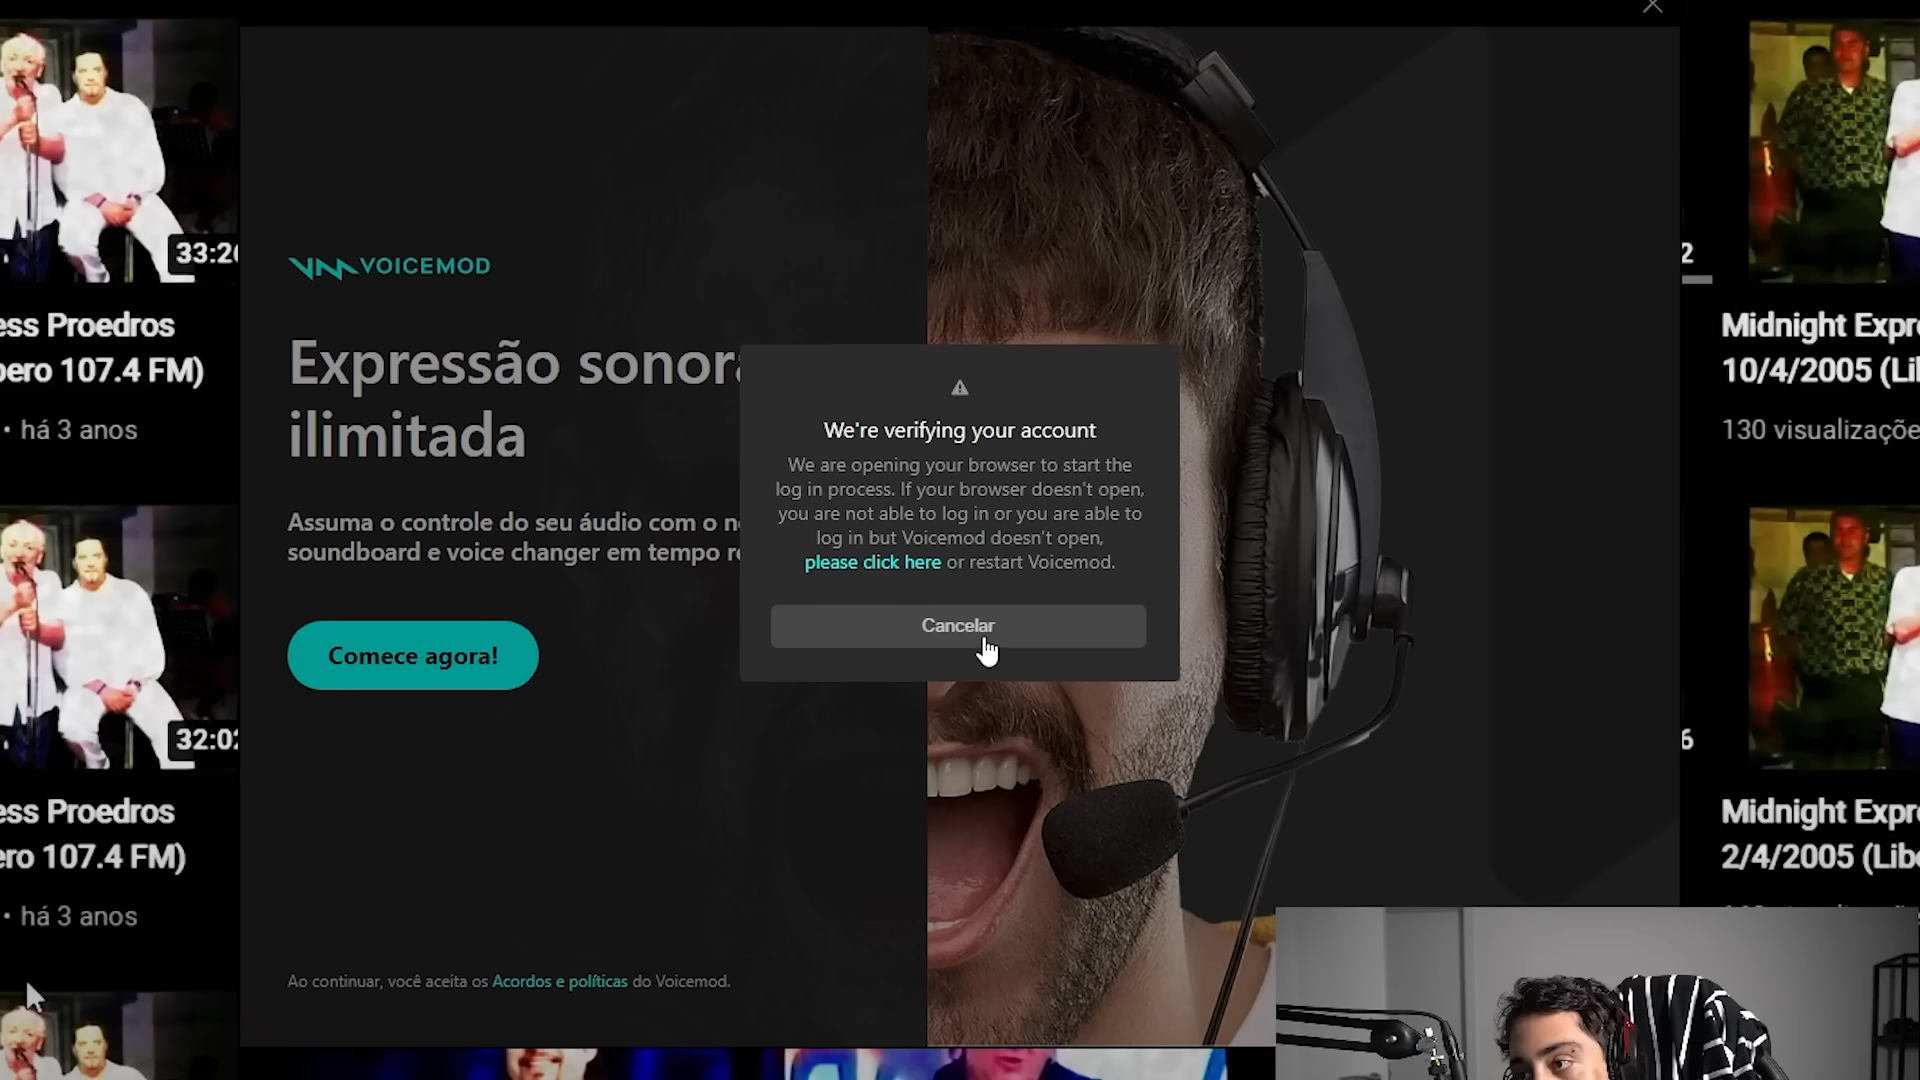 33:20
ess Proedros
pero 107.4 FM)
• há 3 anos
32:02
ess Proedros
ero 107.4 FM)
• há 3 anos
VOICEMOD
Expressão sonora
ilimitada
Assuma o controle do seu áudio com o
soundboard e voice changer em tempo
Comece agora!
Ao continuar, você aceita os Acordos e políticas do Voicemod.
We're verifying your account
We are opening your browser to start the
log in process. If your browser doesn't open,
you are not able to log in or you are able to
log in but Voicemod doesn't open,
please click here or restart Voicemod.
Cancelar
2
Midnight Expr
10/4/2005 (Lib
130 visualizaçõe
6
Midnight Expr
2/4/2005 (Libe